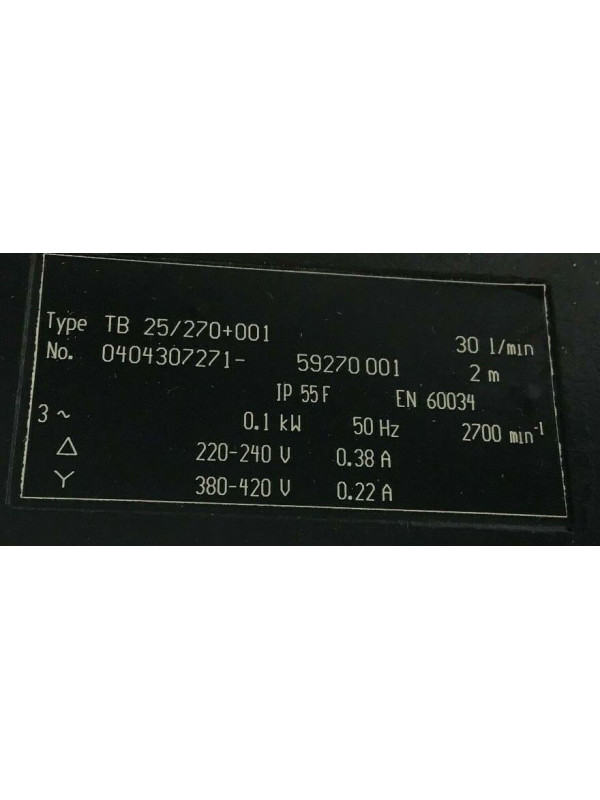 Type TB 25/270+001 30 l/min
No. 0404307271- 59270 001 2 m
IP 55 F EN 60034
3 ~ 0.1 kW 50 Hz 2700 min⁻¹
△ 220-240 V 0.38 A
Y 380-420 V 0.22 A